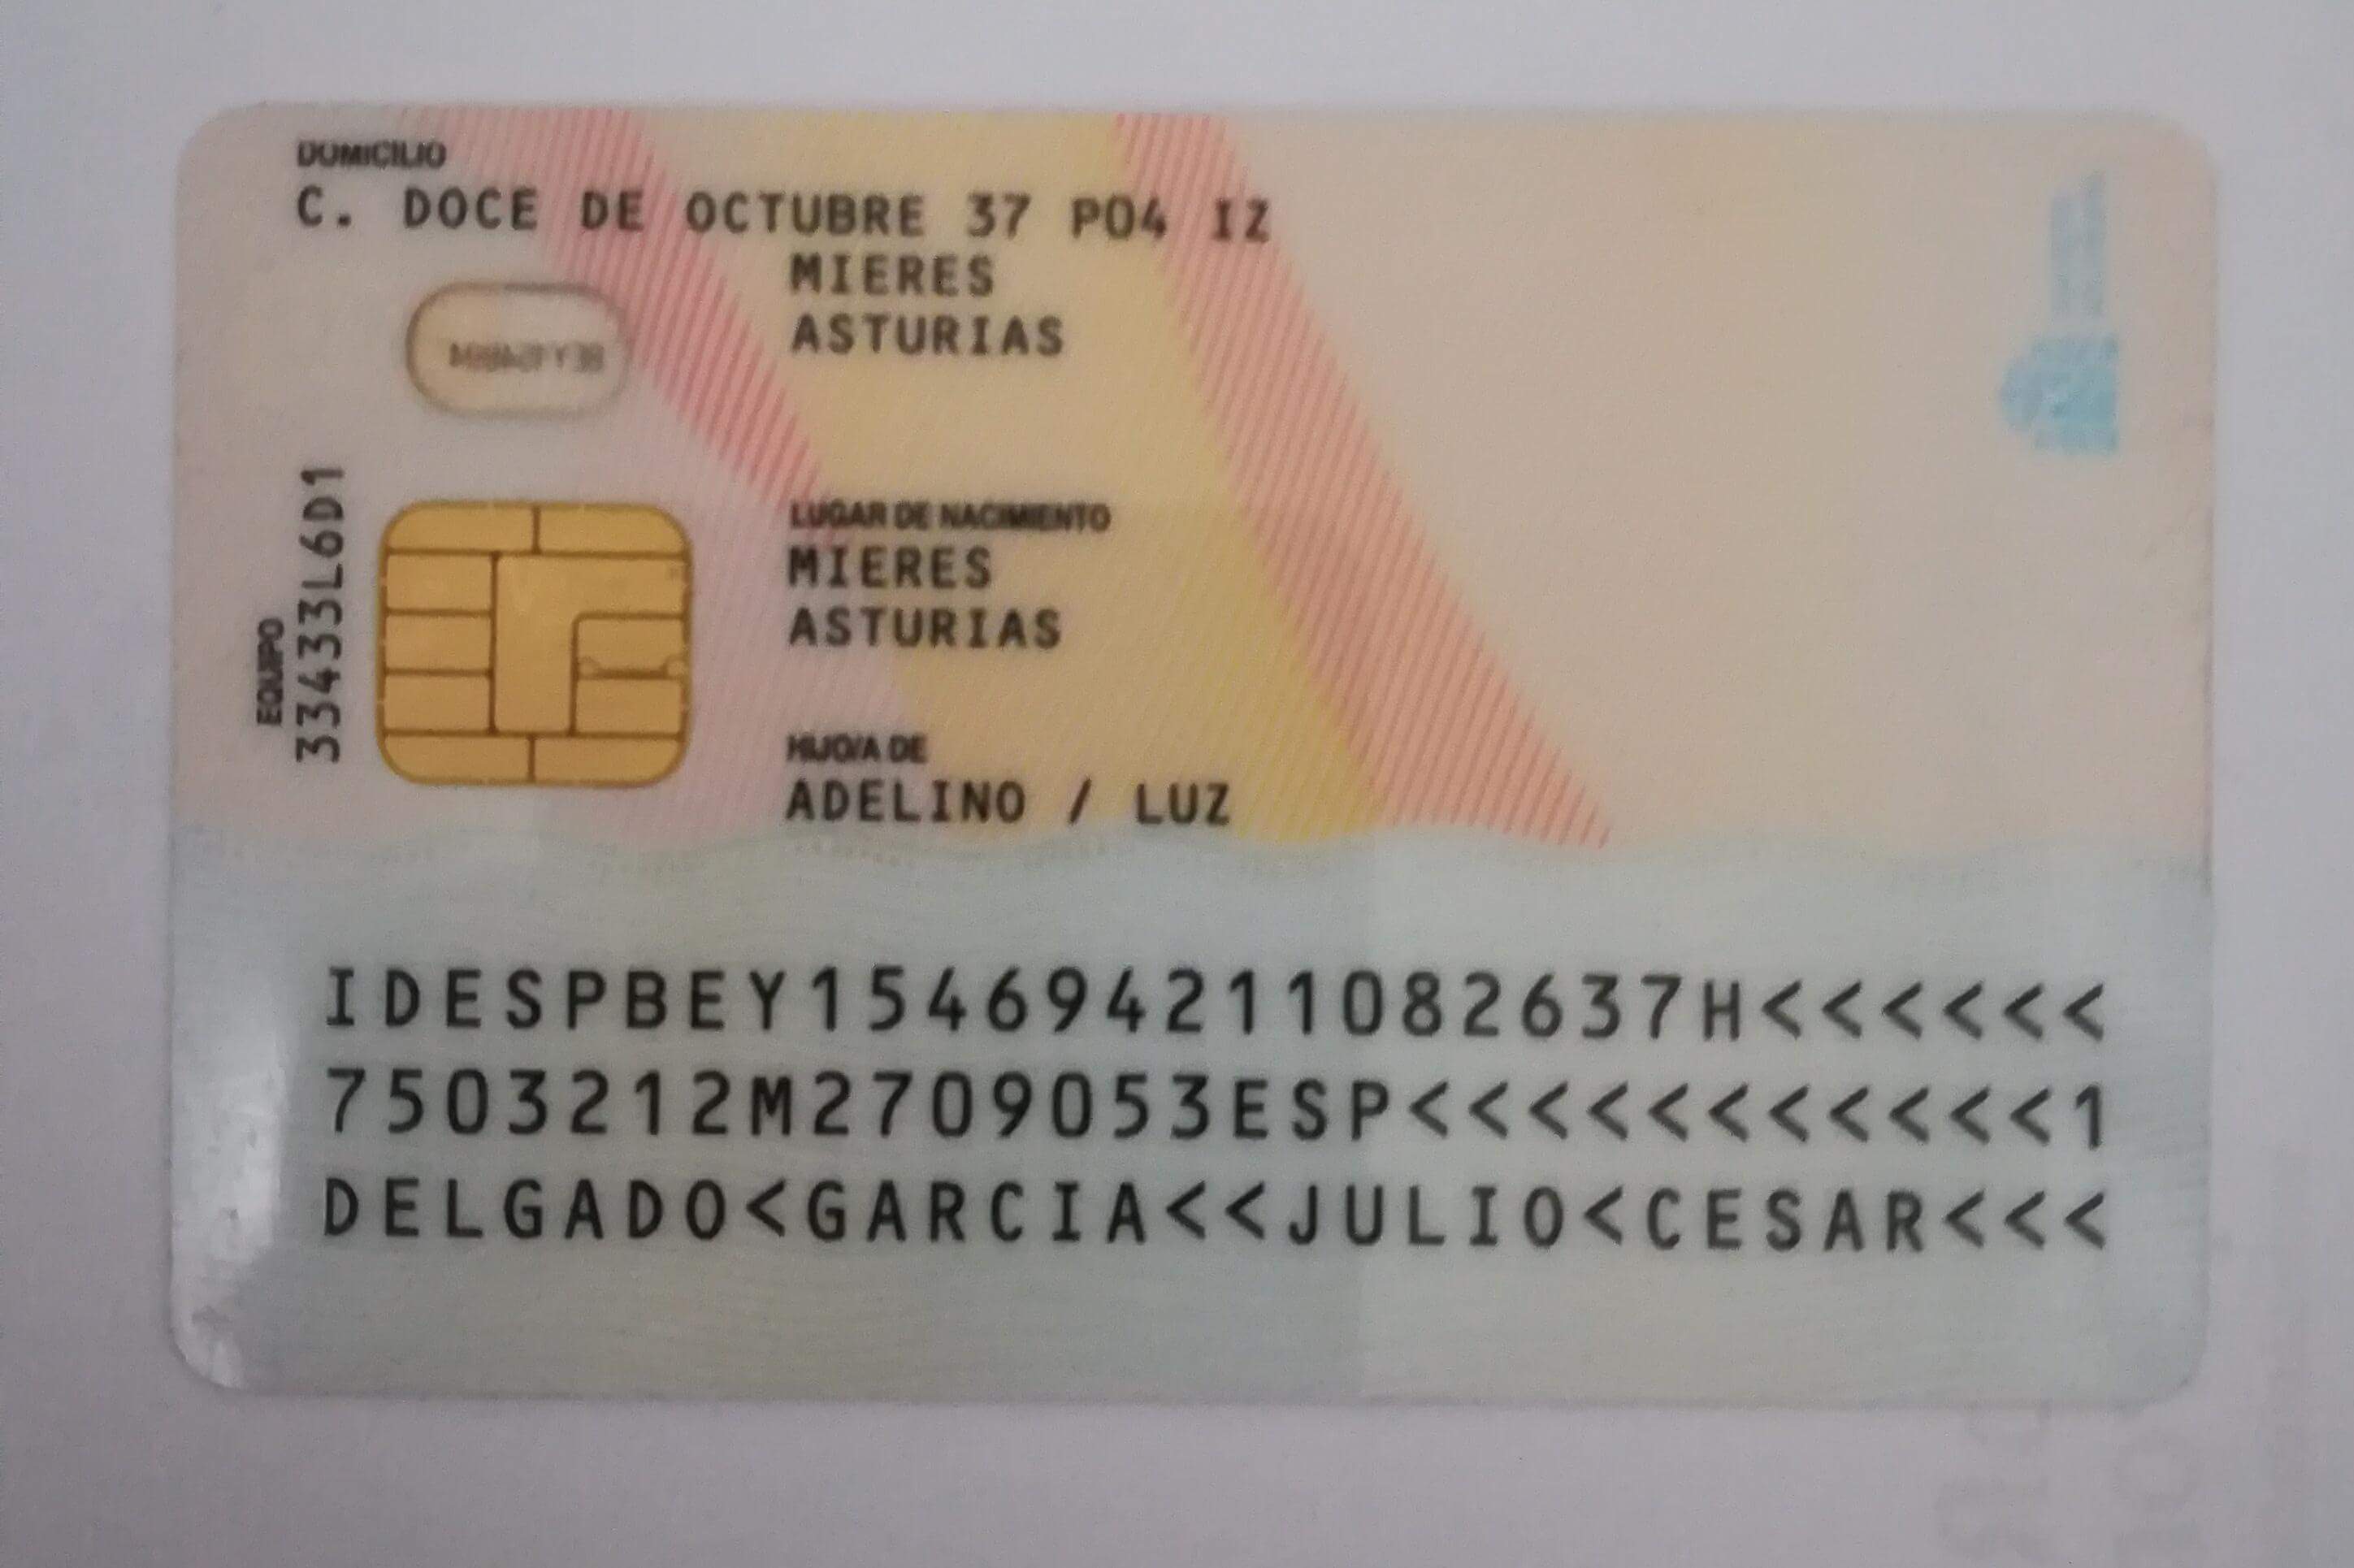 DOMICILIO
C. DOCE DE OCTUBRE 37 P04 IZ
MIERES
ASTURIAS
EQUIPO
33433L6D1
LUGAR DE NACIMIENTO
MIERES
ASTURIAS
HIJO/A DE
ADELINO / LUZ
IDESPBEY154694211082637H<<<<<<
7503212M2709053ESP<<<<<<<<<<<1
DELGADO<GARCIA<<JULIO<CESAR<<<